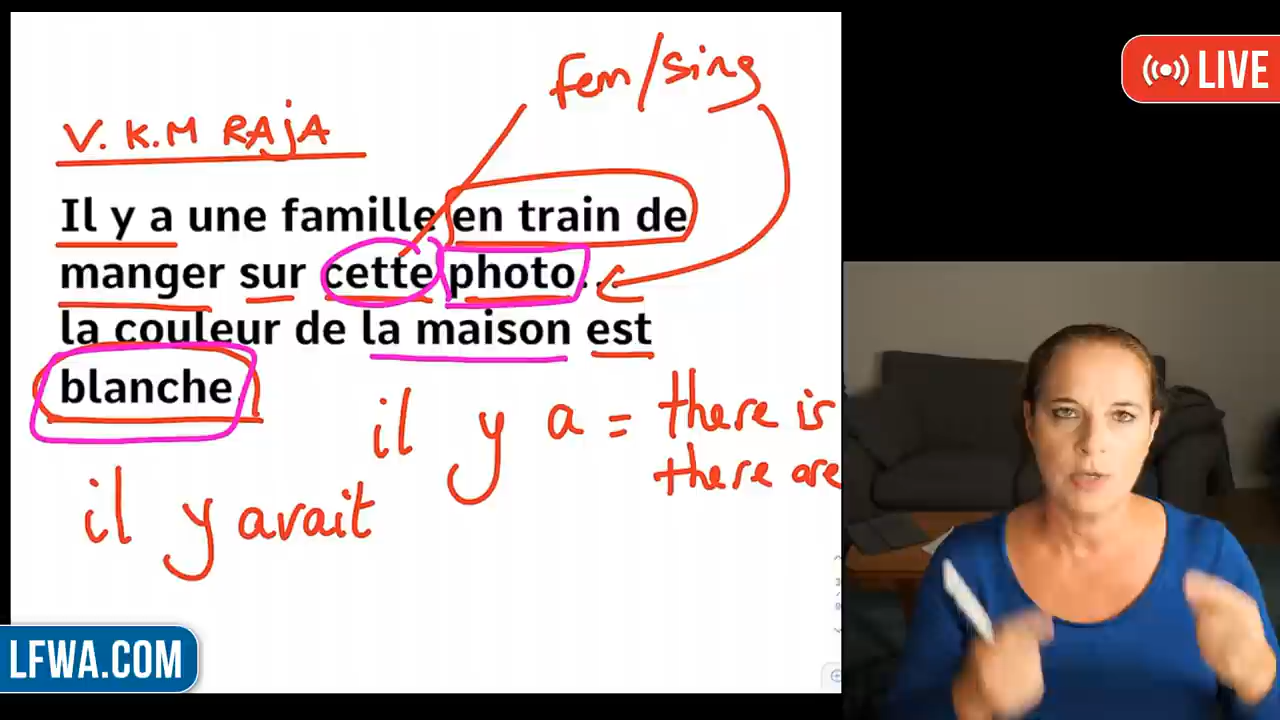 fem/sing
LIVE
V. K.M RAJA
Il y a une famille en train de
manger sur cette photo..
la couleur de la maison est
blanche.
il y a = there is
there are
il y avait
LFWA.COM